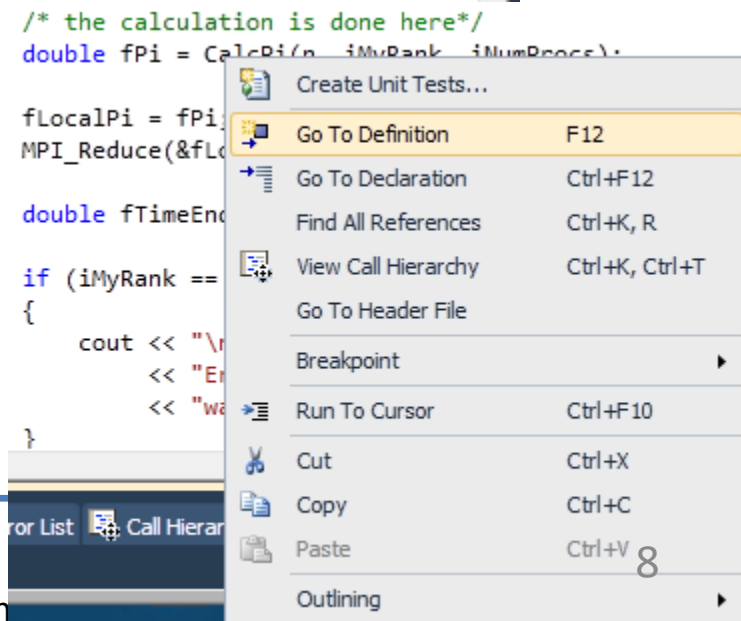 /* the calculation is done here*/
double fPi = CalcPi(n, iMyRank, iNumProcs);
fLocalPi = fPi;
MPI_Reduce(&fLo
double fTimeEnd
if (iMyRank ==
{
cout << "\n
<< "Er
<< "wa
}
Create Unit Tests...
Go To Definition F12
Go To Declaration Ctrl+F12
Find All References Ctrl+K, R
View Call Hierarchy Ctrl+K, Ctrl+T
Go To Header File
Breakpoint
Run To Cursor Ctrl+F10
Cut Ctrl+X
Copy Ctrl+C
Paste Ctrl+V
Outlining
ror List Call Hierar
8